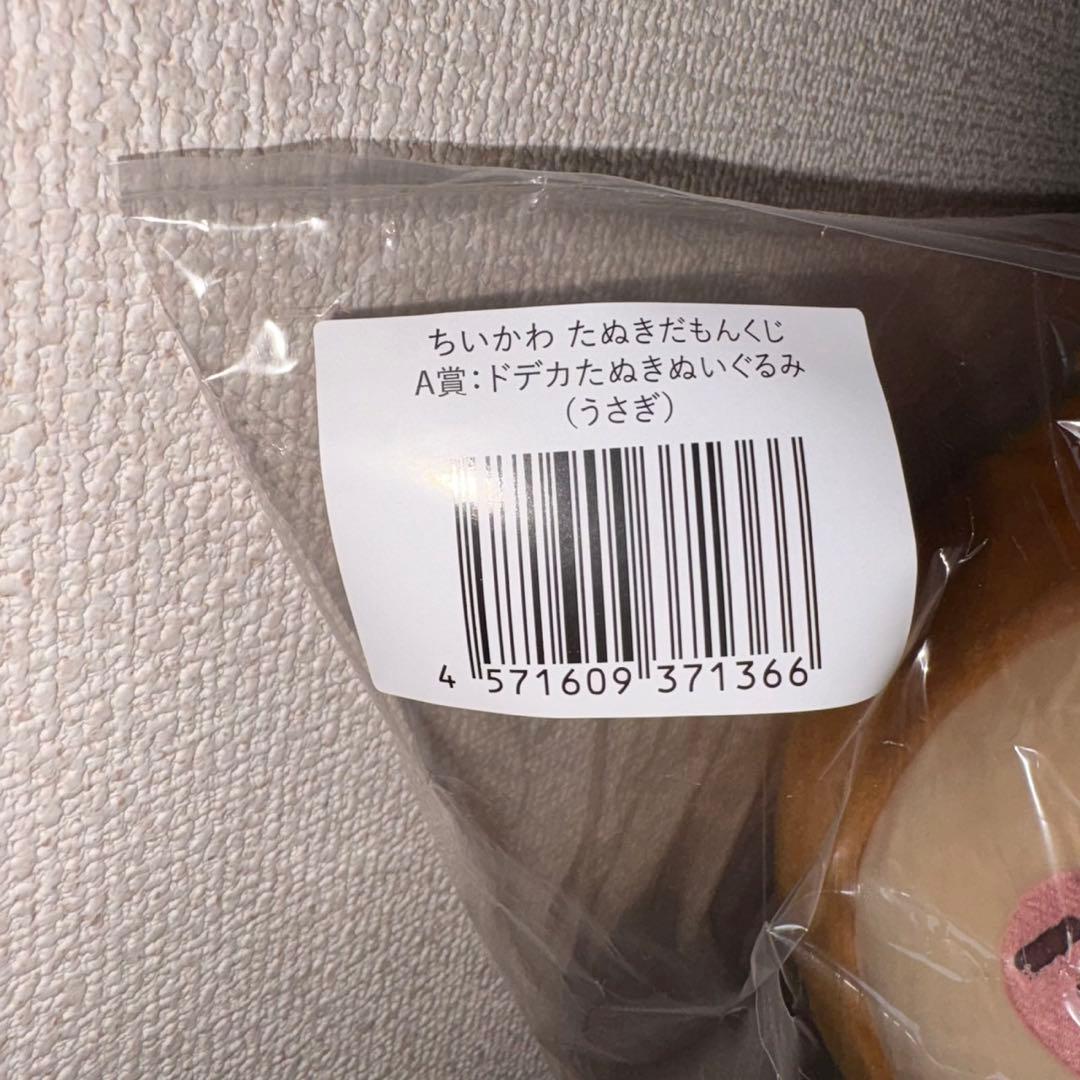 ちいかわ たぬきだもんくじ
A賞：ドデカたぬきぬいぐるみ
（うさぎ）
4 571609 371366